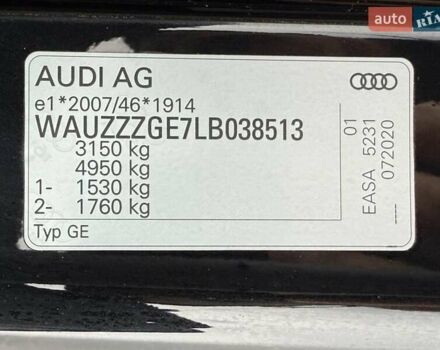 auto RIA
AUDI AG
e1*2007/46*1914
WAUZZZGE7LB038513
3150 kg
4950 kg
1- 1530 kg
2- 1760 kg
Typ GE
01
EASA 5231
--- 072020